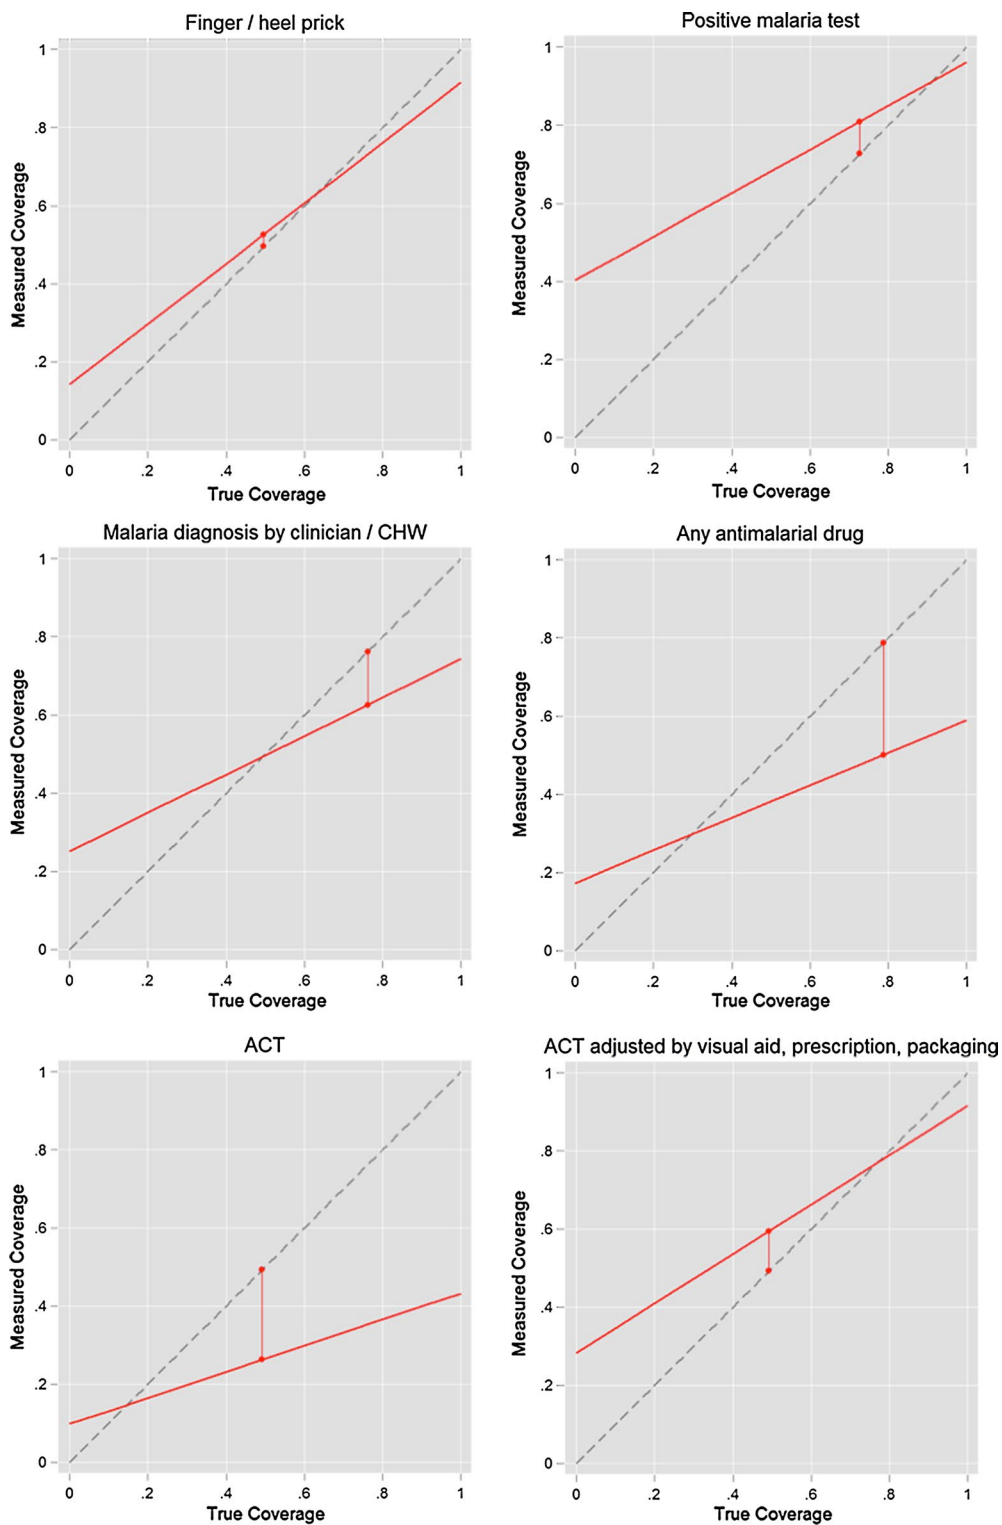 Finger / heel prick
1
.8
.6
.4
.2
0
Measured Coverage
0 .2 .4 .6 .8 1
True Coverage
Positive malaria test
1
.8
.6
.4
.2
0
Measured Coverage
0 .2 .4 .6 .8 1
True Coverage
Malaria diagnosis by clinician / CHW
1
.8
.6
.4
.2
0
Measured Coverage
0 .2 .4 .6 .8 1
True Coverage
Any antimalarial drug
1
.8
.6
.4
.2
0
Measured Coverage
0 .2 .4 .6 .8 1
True Coverage
ACT
1
.8
.6
.4
.2
0
Measured Coverage
0 .2 .4 .6 .8 1
True Coverage
ACT adjusted by visual aid, prescription, packaging
1
.8
.6
.4
.2
0
Measured Coverage
0 .2 .4 .6 .8 1
True Coverage